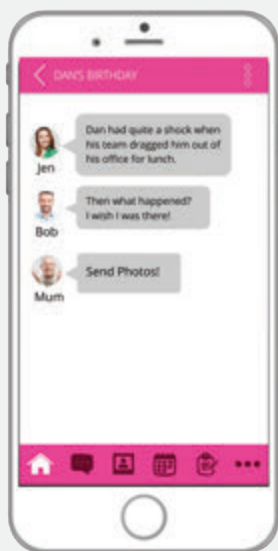 DAN'S BIRTHDAY
Dan had quite a shock when
his team dragged him out of
his office for lunch.
Jen
Then what happened?
I wish I was there!
Bob
Send Photos!
Mum